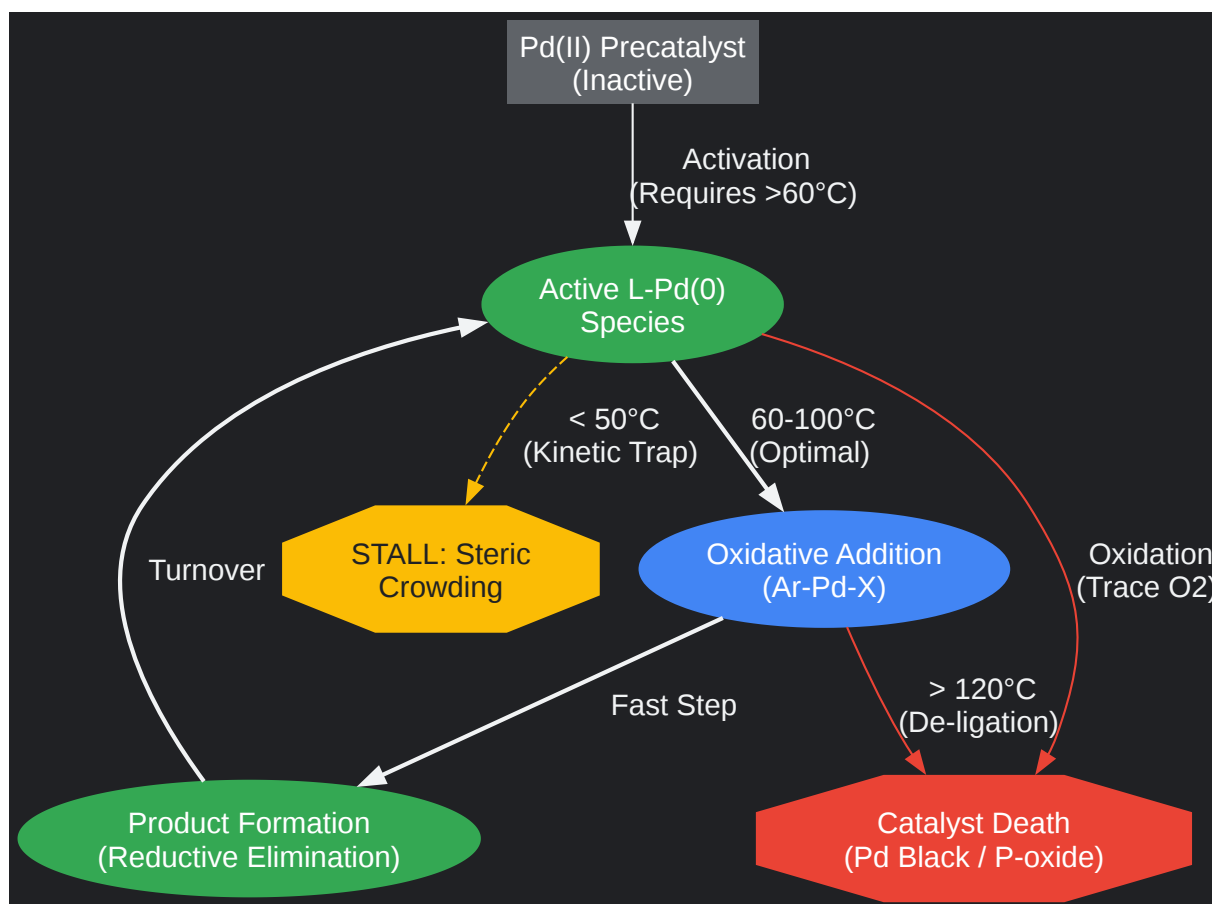 Pd(II) Precatalyst
(Inactive)
Activation
(Requires >60°C)
Active L-Pd(0)
Species
< 50°C
(Kinetic Trap)
60-100°C
(Optimal)
STALL: Steric
Crowding
Oxidative Addition
(Ar-Pd-X)
Oxidation
(Trace O2)
Turnover
Fast Step
> 120°C
(De-ligation)
Product Formation
(Reductive Elimination)
Catalyst Death
(Pd Black / P-oxide)